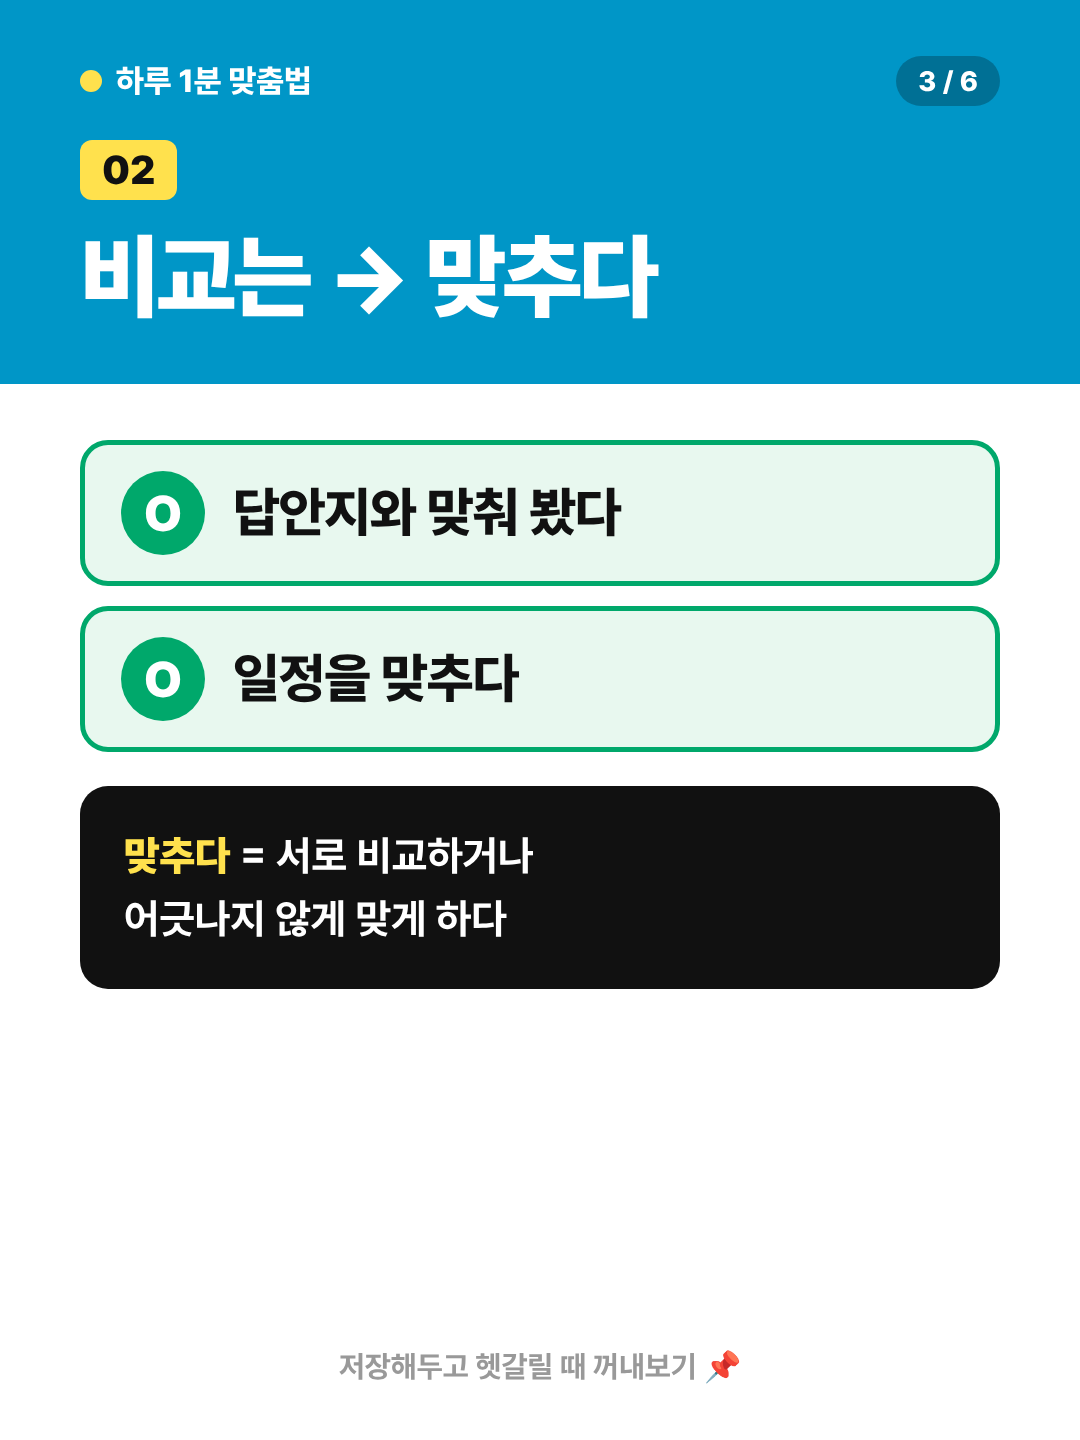 하루 1분 맞춤법
3 / 6
02
비교는 → 맞추다
O 답안지와 맞춰 봤다
O 일정을 맞추다
맞추다 = 서로 비교하거나
어긋나지 않게 맞게 하다
저장해두고 헷갈릴 때 꺼내보기 📌